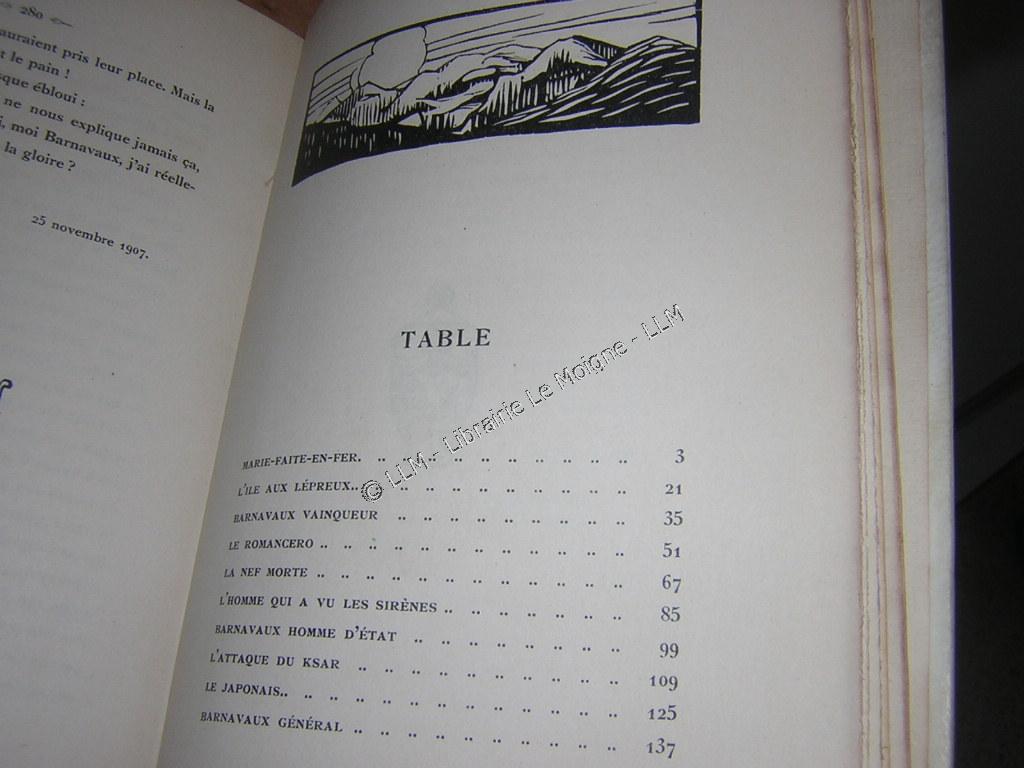 280
auraient pris leur place. Mais la
t le pain !
sque ébloui :
ne nous explique jamais ça,
i, moi Barnavaux, j'ai réelle-
la gloire ?
25 novembre 1907.
TABLE
MARIE-FAITE-EN-FER. .. .. .. .. .. .. .. .. .. .. 3
L'ILE AUX LÉPREUX.. .. .. .. .. .. .. .. .. .. .. 21
BARNAVAUX VAINQUEUR .. .. .. .. .. .. .. .. .. 35
LE ROMANCERO .. .. .. .. .. .. .. .. .. .. .. .. 51
LA NEF MORTE .. .. .. .. .. .. .. .. .. .. .. .. 67
L'HOMME QUI A VU LES SIRÈNES .. .. .. .. .. .. .. 85
BARNAVAUX HOMME D'ÉTAT .. .. .. .. .. .. .. .. 99
L'ATTAQUE DU KSAR .. .. .. .. .. .. .. .. .. .. 109
LE JAPONAIS.. .. .. .. .. .. .. .. .. .. .. .. .. 125
BARNAVAUX GÉNÉRAL .. .. .. .. .. .. .. .. .. .. 137
© LLM - Librairie Le Moigne - LLM